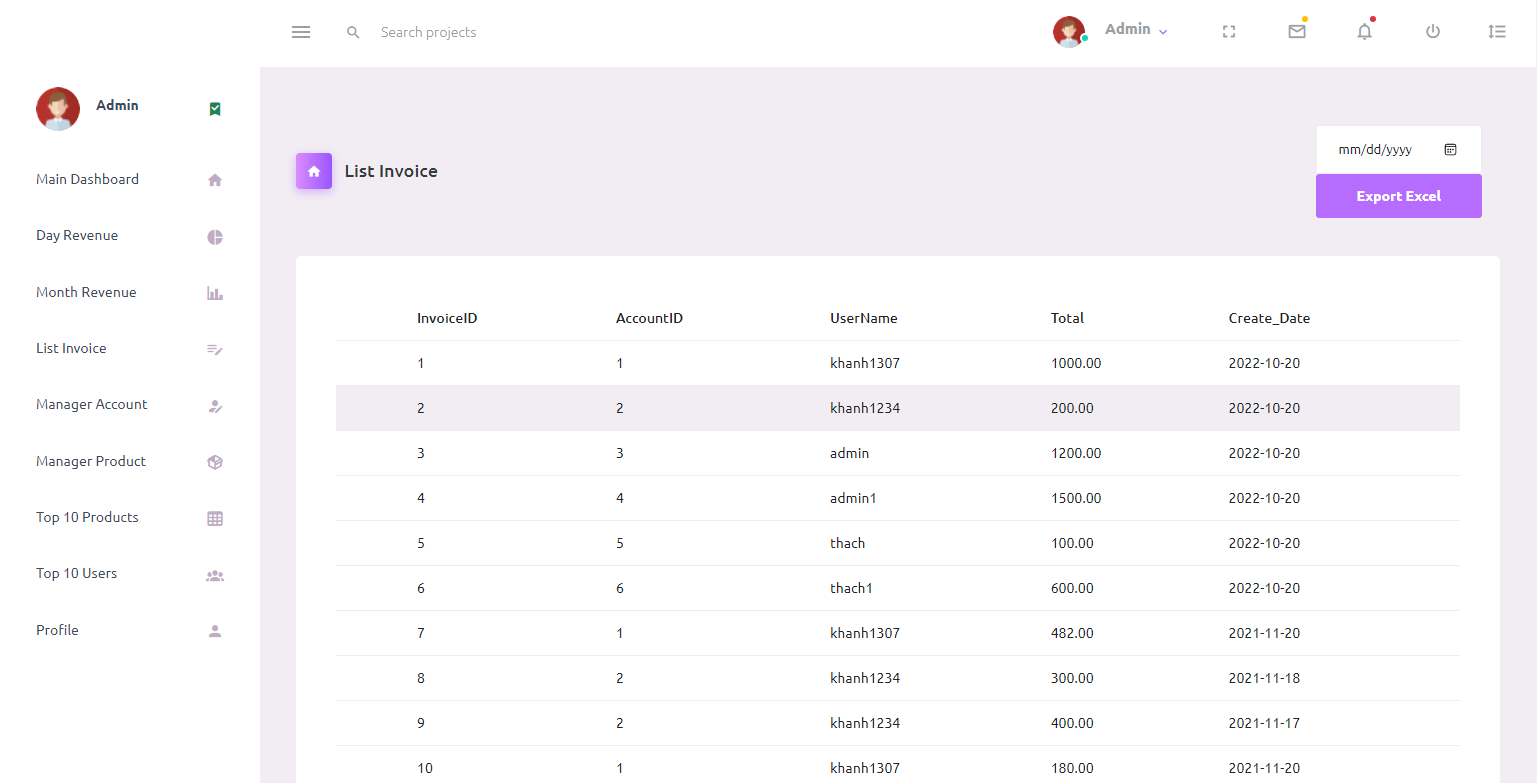 Search projects
Admin
Admin
Main Dashboard
Day Revenue
Month Revenue
List Invoice
Manager Account
Manager Product
Top 10 Products
Top 10 Users
Profile
List Invoice
mm/dd/yyyy
Export Excel
InvoiceID AccountID UserName Total Create_Date
1 1 khanh1307 1000.00 2022-10-20
2 2 khanh1234 200.00 2022-10-20
3 3 admin 1200.00 2022-10-20
4 4 admin1 1500.00 2022-10-20
5 5 thach 100.00 2022-10-20
6 6 thach1 600.00 2022-10-20
7 1 khanh1307 482.00 2021-11-20
8 2 khanh1234 300.00 2021-11-18
9 2 khanh1234 400.00 2021-11-17
10 1 khanh1307 180.00 2021-11-20